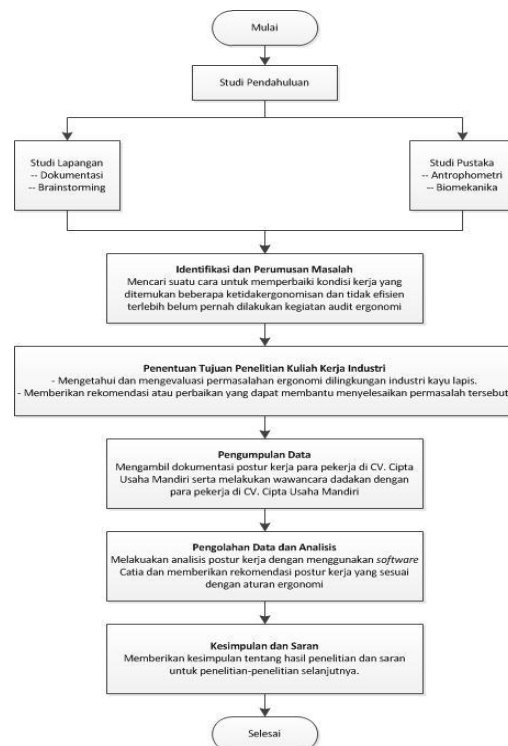 Mulai
Studi Pendahuluan
Studi Lapangan
-- Dokumentasi
-- Brainstorming
Studi Pustaka
-- Antrophometri
-- Biomekanika
Identifikasi dan Perumusan Masalah
Mencari suatu cara untuk memperbaiki kondisi kerja yang
ditemukan beberapa ketidakergonomisan dan tidak efisien
terlebih belum pernah dilakukan kegiatan audit ergonomi
Penentuan Tujuan Penelitian Kuliah Kerja Industri
- Mengetahui dan mengevaluasi permasalahan ergonomi dilingkungan industri kayu lapis.
- Memberikan rekomendasi atau perbaikan yang dapat membantu menyelesaikan permasalah tersebut
Pengumpulan Data
Mengambil dokumentasi postur kerja para pekerja di CV. Cipta
Usaha Mandiri serta melakukan wawancara dadakan dengan
para pekerja di CV. Cipta Usaha Mandiri
Pengolahan Data dan Analisis
Melakuakan analisis postur kerja dengan menggunakan software
Catia dan memberikan rekomendasi postur kerja yang sesuai
dengan aturan ergonomi
Kesimpulan dan Saran
Memberikan kesimpulan tentang hasil penelitian dan saran
untuk penelitian-penelitian selanjutnya.
Selesai